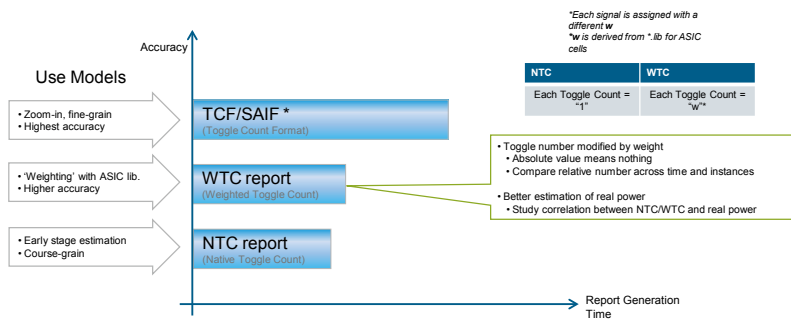 *Each signal is assigned with a
different w
*w is derived from *.lib for ASIC
cells
Accuracy
Use Models
NTC WTC
Each Toggle Count = Each Toggle Count =
"1" "w"*
• Zoom-in, fine-grain
• Highest accuracy
TCF/SAIF *
(Toggle Count Format)
• 'Weighting' with ASIC lib.
• Higher accuracy
WTC report
(Weighted Toggle Count)
• Toggle number modified by weight
• Absolute value means nothing
• Compare relative number across time and instances
• Better estimation of real power
• Study correlation between NTC/WTC and real power
• Early stage estimation
• Course-grain
NTC report
(Native Toggle Count)
Report Generation
Time